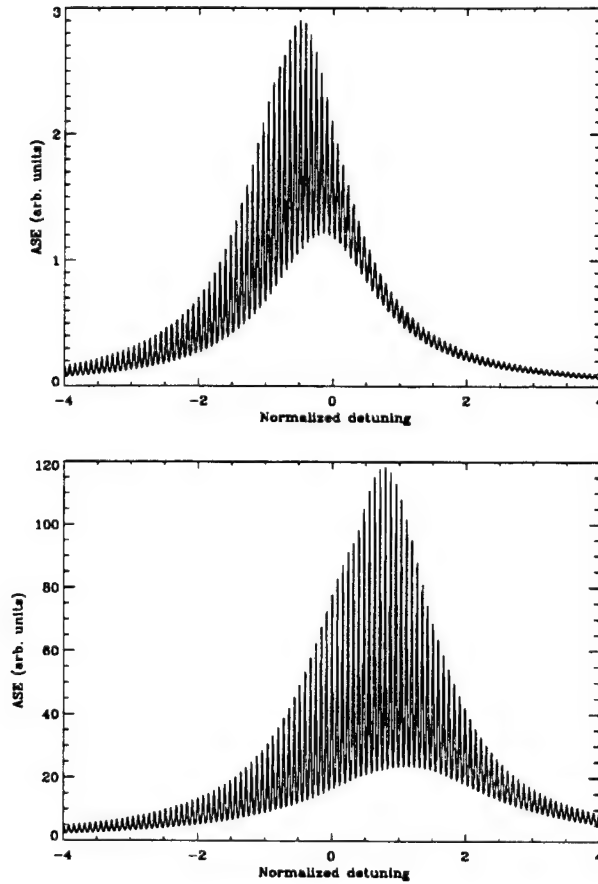 3
2
1
0
ASE (arb. units)
-4 -2 0 2 4
Normalized detuning
120
100
80
60
40
20
0
ASE (arb. units)
-4 -2 0 2 4
Normalized detuning